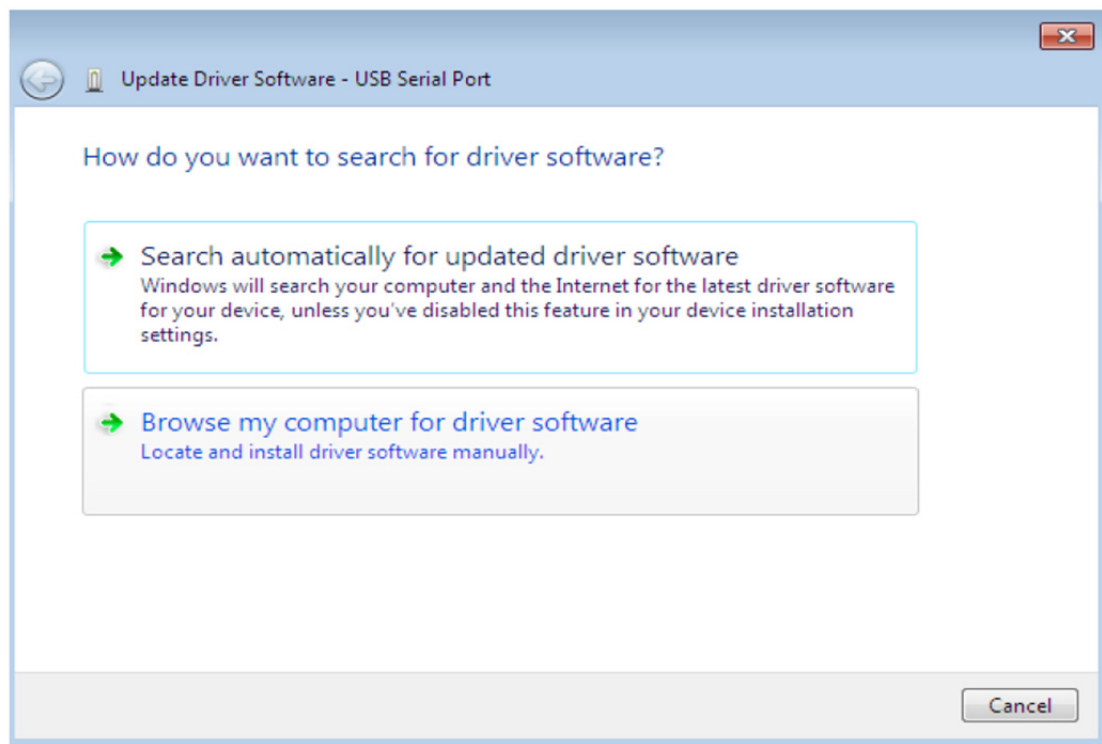 Update Driver Software - USB Serial Port
How do you want to search for driver software?
Search automatically for updated driver software
Windows will search your computer and the Internet for the latest driver software
for your device, unless you've disabled this feature in your device installation
settings.
Browse my computer for driver software
Locate and install driver software manually.
Cancel